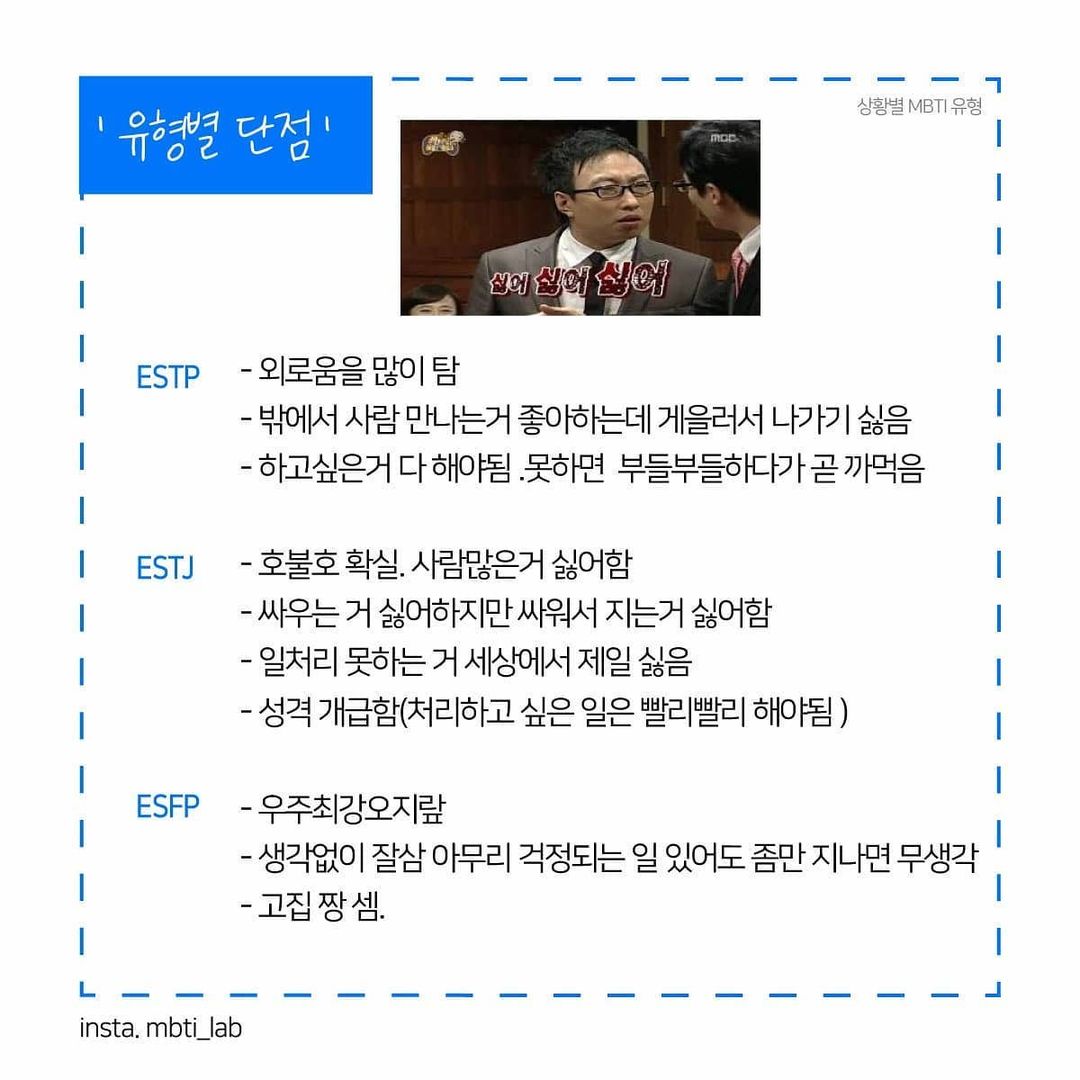 ' 유형별 단점 '
상황별 MBTI 유형
MBC
싫어 싫어 싫어
ESTP
- 외로움을 많이 탐
- 밖에서 사람 만나는거 좋아하는데 게을러서 나가기 싫음
- 하고싶은거 다 해야됨 .못하면 부들부들하다가 곧 까먹음
ESTJ
- 호불호 확실. 사람많은거 싫어함
- 싸우는 거 싫어하지만 싸워서 지는거 싫어함
- 일처리 못하는 거 세상에서 제일 싫음
- 성격 개급함(처리하고 싶은 일은 빨리빨리 해야됨 )
ESFP
- 우주최강오지랖
- 생각없이 잘삼 아무리 걱정되는 일 있어도 좀만 지나면 무생각
- 고집 짱 셈.
insta. mbti_lab